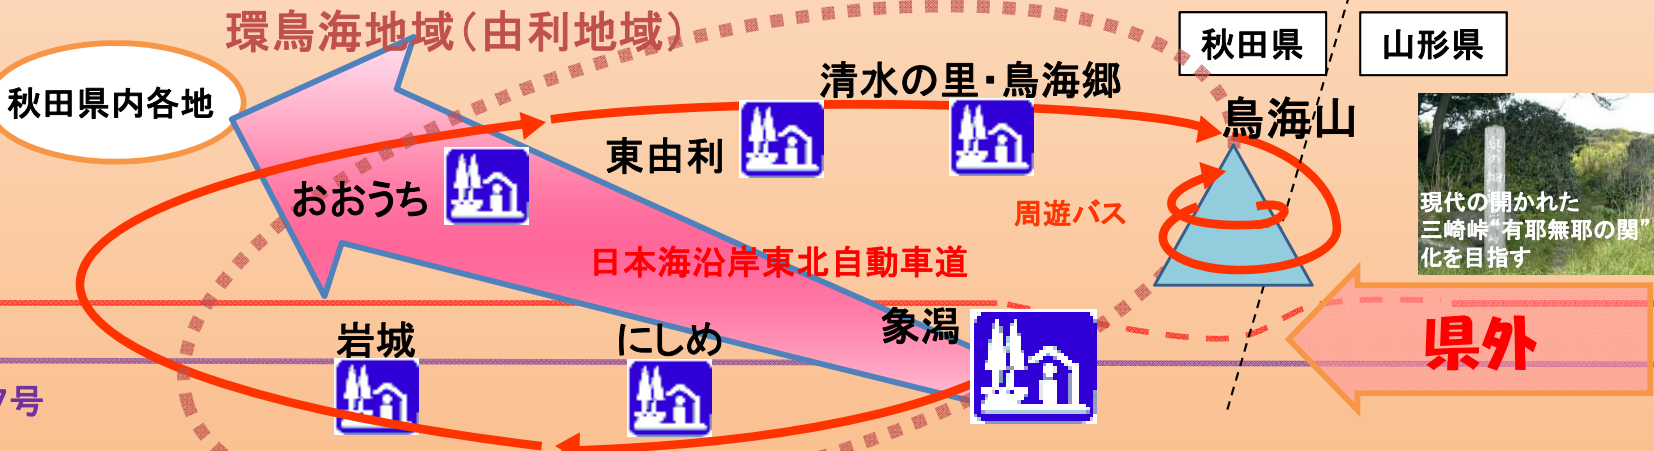 環鳥海地域(由利地域)
秋田県
山形県
秋田県内各地
清水の里・鳥海郷
鳥海山
東由利
おおうち
周遊バス
現代の開かれた
三崎峠“有耶無耶の関”
化を目指す
日本海沿岸東北自動車道
象潟
岩城
にしめ
県外
7号